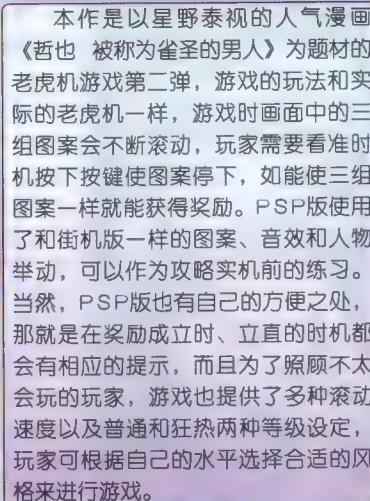 本作是以星野泰视的人气漫画
《哲也 被称为雀圣的男人》为题材的
老虎机游戏第二弹，游戏的玩法和实
际的老虎机一样，游戏时画面中的三
组图案会不断滚动，玩家需要看准时
机按下按键使图案停下，如能使三组
图案一样就能获得奖励。PSP版使用
了和街机版一样的图案、音效和人物
举动，可以作为攻略实机前的练习。
当然，PSP版也有自己的方便之处，
那就是在奖励成立时、立直的时机都
会有相应的提示，而且为了照顾不太
会玩的玩家，游戏也提供了多种滚动
速度以及普通和狂热两种等级设定，
玩家可根据自己的水平选择合适的风
格来进行游戏。